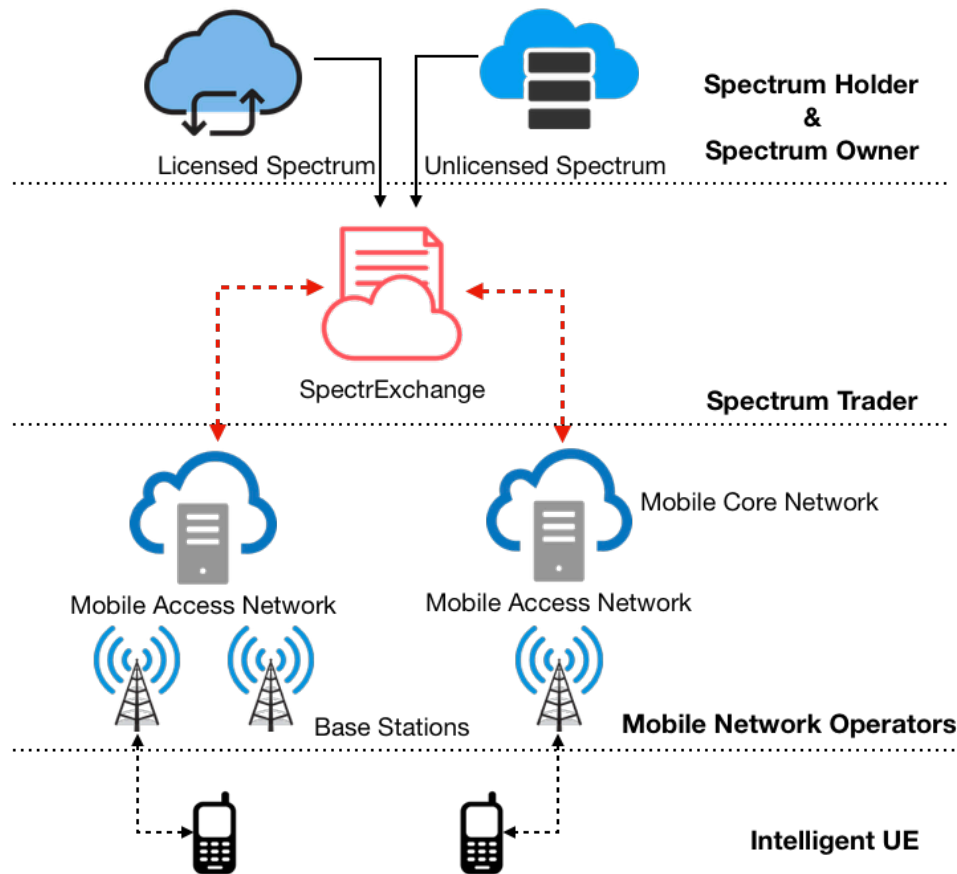 Spectrum Holder
&
Spectrum Owner
Licensed Spectrum
Unlicensed Spectrum
SpectrExchange
Spectrum Trader
Mobile Core Network
Mobile Access Network
Mobile Access Network
Base Stations
Mobile Network Operators
Intelligent UE